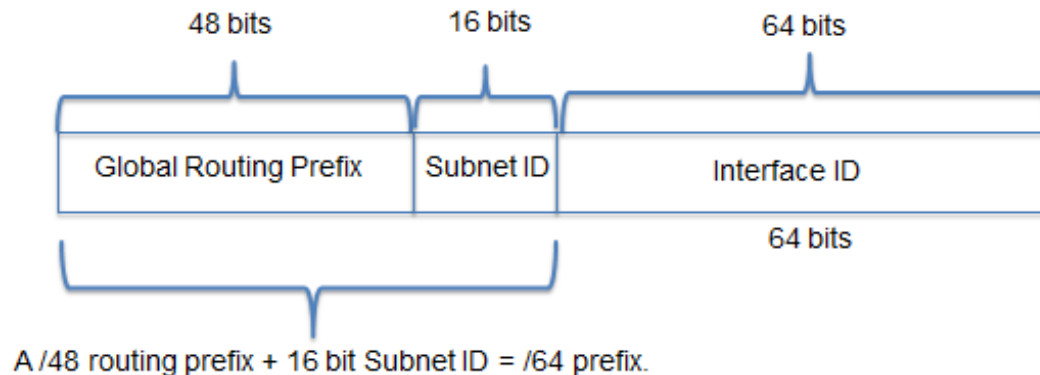 48 bits 16 bits 64 bits
Global Routing Prefix Subnet ID Interface ID
64 bits
A /48 routing prefix + 16 bit Subnet ID = /64 prefix.